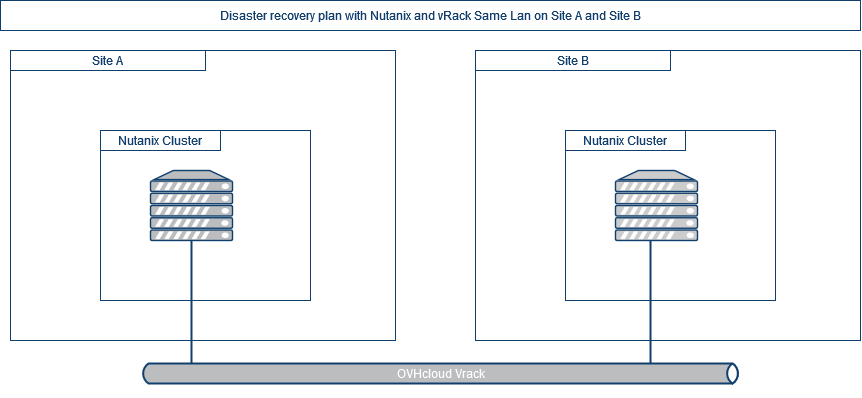 Disaster recovery plan with Nutanix and vRack Same Lan on Site A and Site B
Site A
Site B
Nutanix Cluster
Nutanix Cluster
OVHcloud Vrack